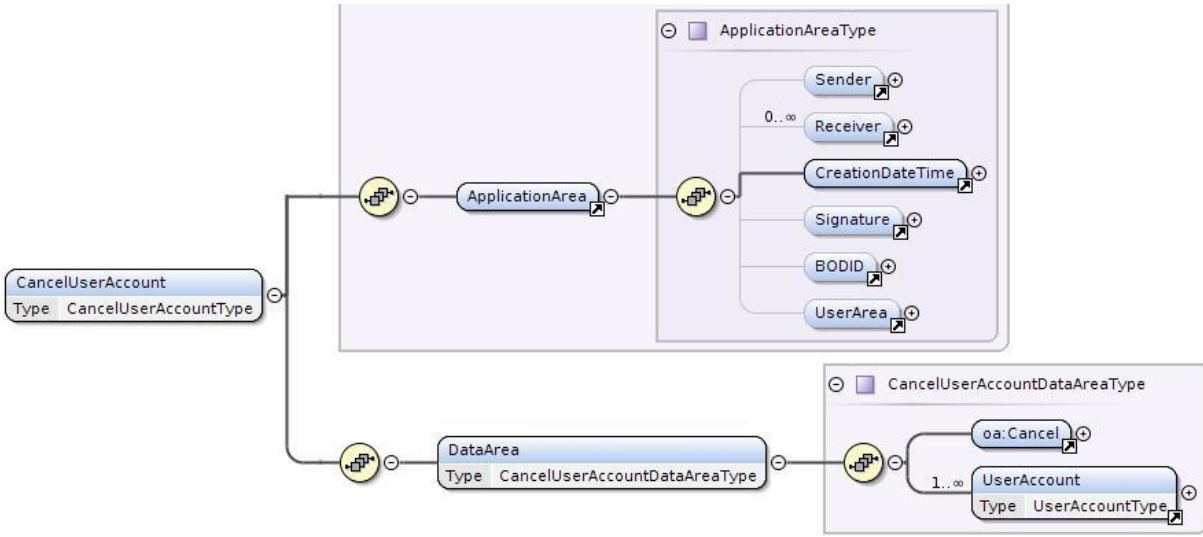 ApplicationAreaType
Sender
0..∞
Receiver
CreationDateTime
ApplicationArea
Signature
BODID
UserArea
CancelUserAccount
Type CancelUserAccountType
CancelUserAccountDataAreaType
oa:Cancel
DataArea
Type CancelUserAccountDataAreaType
1..∞
UserAccount
Type UserAccountType